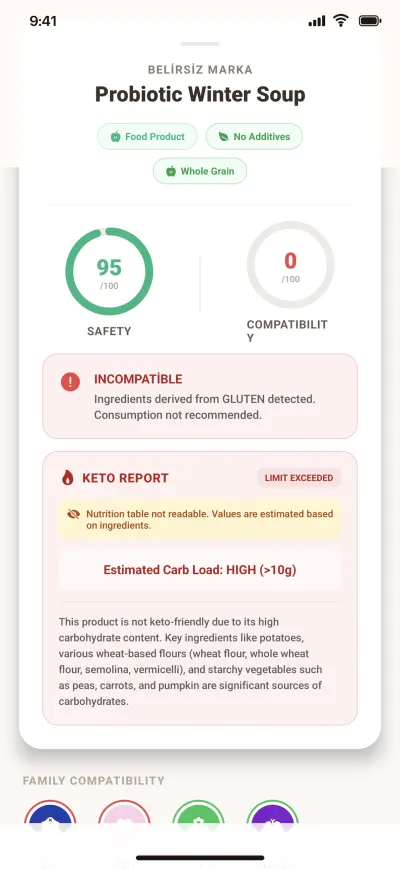 9:41
BELİRSİZ MARKA
Probiotic Winter Soup
Food Product
No Additives
Whole Grain
95
/100
SAFETY
0
/100
COMPATIBILIT
Y
INCOMPATİBLE
Ingredients derived from GLUTEN detected.
Consumption not recommended.
KETO REPORT
LIMIT EXCEEDED
Nutrition table not readable. Values are estimated based
on ingredients.
Estimated Carb Load: HIGH (>10g)
This product is not keto-friendly due to its high
carbohydrate content. Key ingredients like potatoes,
various wheat-based flours (wheat flour, whole wheat
flour, semolina, vermicelli), and starchy vegetables such
as peas, carrots, and pumpkin are significant sources of
carbohydrates.
FAMILY COMPATIBILITY